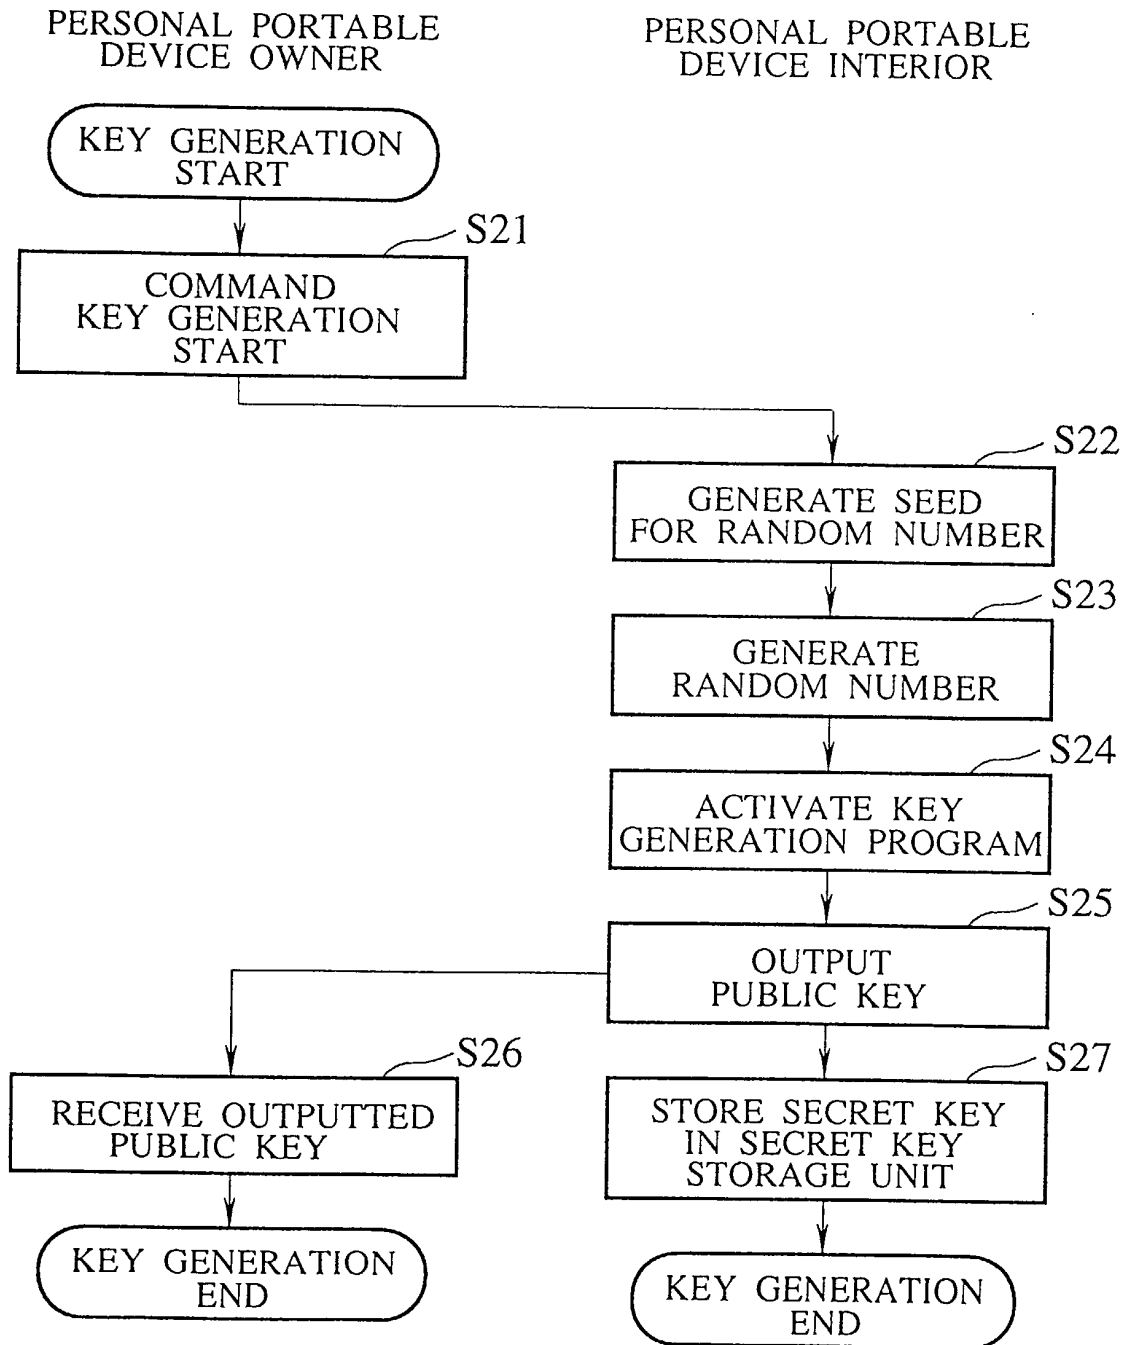 PERSONAL PORTABLE
DEVICE OWNER
PERSONAL PORTABLE
DEVICE INTERIOR
KEY GENERATION
START
S21
COMMAND
KEY GENERATION
START
S22
GENERATE SEED
FOR RANDOM NUMBER
S23
GENERATE
RANDOM NUMBER
S24
ACTIVATE KEY
GENERATION PROGRAM
S25
OUTPUT
PUBLIC KEY
S26
RECEIVE OUTPUTTED
PUBLIC KEY
S27
STORE SECRET KEY
IN SECRET KEY
STORAGE UNIT
KEY GENERATION
END
KEY GENERATION
END